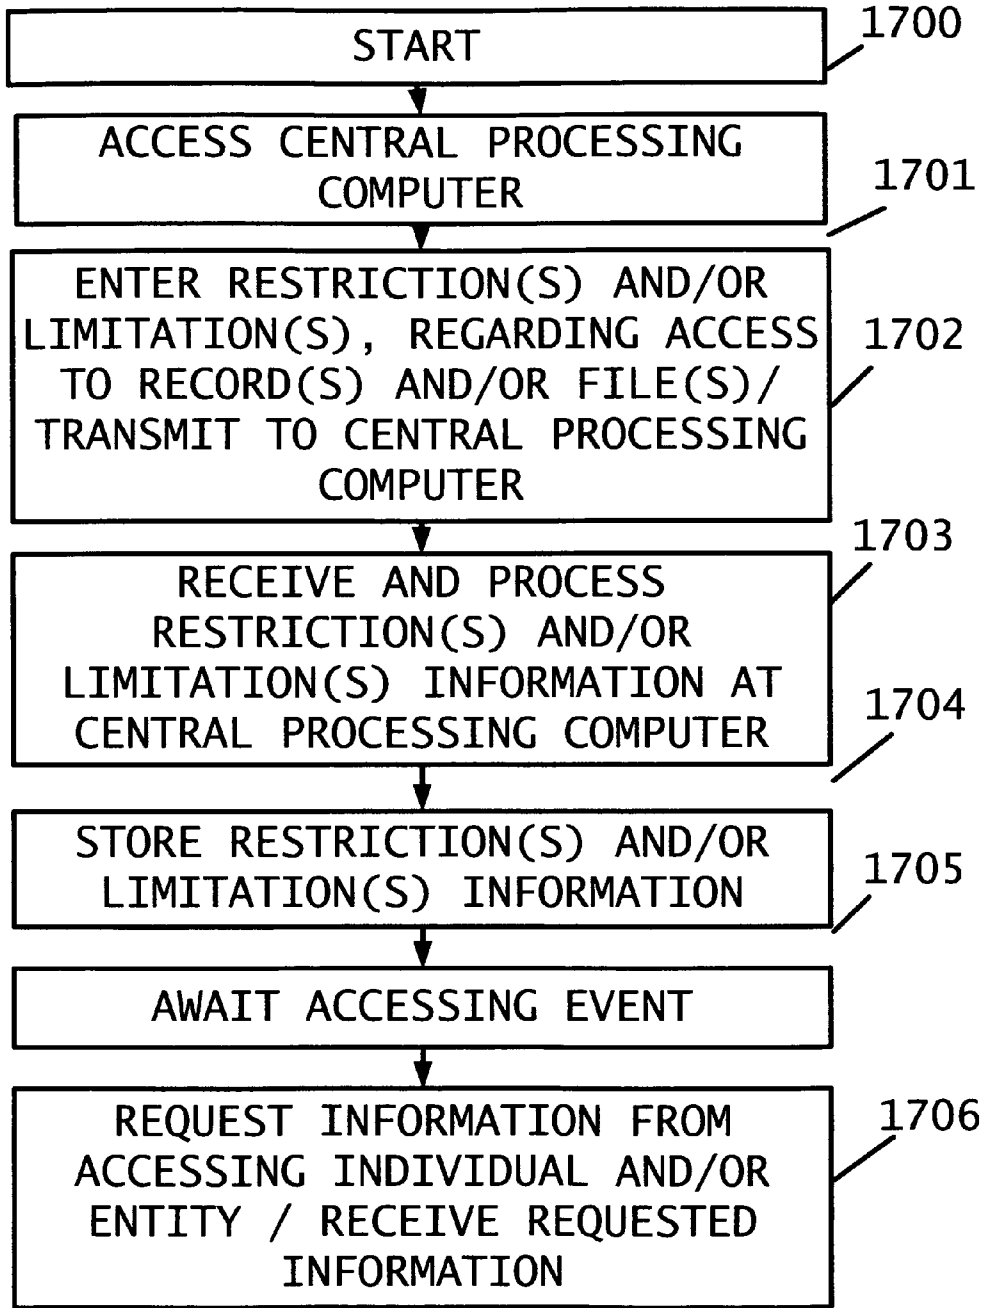 START
1700
ACCESS CENTRAL PROCESSING
COMPUTER
1701
ENTER RESTRICTION(S) AND/OR
LIMITATION(S), REGARDING ACCESS
TO RECORD(S) AND/OR FILE(S)/
TRANSMIT TO CENTRAL PROCESSING
COMPUTER
1702
RECEIVE AND PROCESS
RESTRICTION(S) AND/OR
LIMITATION(S) INFORMATION AT
CENTRAL PROCESSING COMPUTER
1703
1704
STORE RESTRICTION(S) AND/OR
LIMITATION(S) INFORMATION
1705
AWAIT ACCESSING EVENT
REQUEST INFORMATION FROM
ACCESSING INDIVIDUAL AND/OR
ENTITY / RECEIVE REQUESTED
INFORMATION
1706